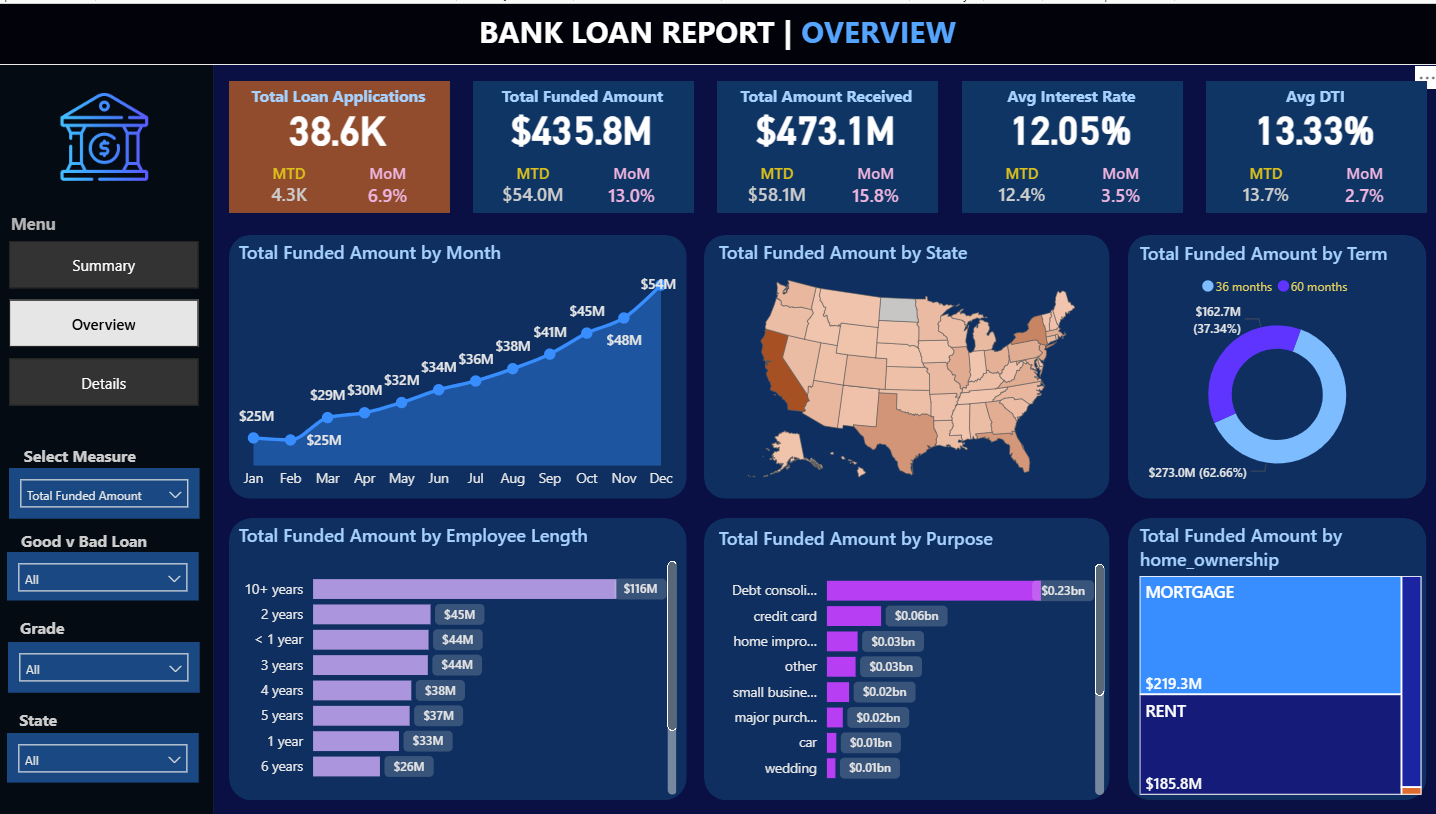 BANK LOAN REPORT | OVERVIEW
Total Loan Applications
38.6K
MTD MoM
4.3K 6.9%
Total Funded Amount
$435.8M
MTD MoM
$54.0M 13.0%
Total Amount Received
$473.1M
MTD MoM
$58.1M 15.8%
Avg Interest Rate
12.05%
MTD MoM
12.4% 3.5%
Avg DTI
13.33%
MTD MoM
13.7% 2.7%
Menu
Summary
Overview
Details
Select Measure
Total Funded Amount
Good v Bad Loan
All
Grade
All
State
All
Total Funded Amount by Month
$25M
$25M
$29M
$30M
$32M
$34M
$36M
$38M
$41M
$45M
$48M
$54M
Jan Feb Mar Apr May Jun Jul Aug Sep Oct Nov Dec
Total Funded Amount by State
Total Funded Amount by Term
36 months 60 months
$162.7M
(37.34%)
$273.0M (62.66%)
Total Funded Amount by Employee Length
10+ years $116M
2 years $45M
< 1 year $44M
3 years $44M
4 years $38M
5 years $37M
1 year $33M
6 years $26M
Total Funded Amount by Purpose
Debt consoli... $0.23bn
credit card $0.06bn
home impro... $0.03bn
other $0.03bn
small busine... $0.02bn
major purch... $0.02bn
car $0.01bn
wedding $0.01bn
Total Funded Amount by
home_ownership
MORTGAGE
$219.3M
RENT
$185.8M